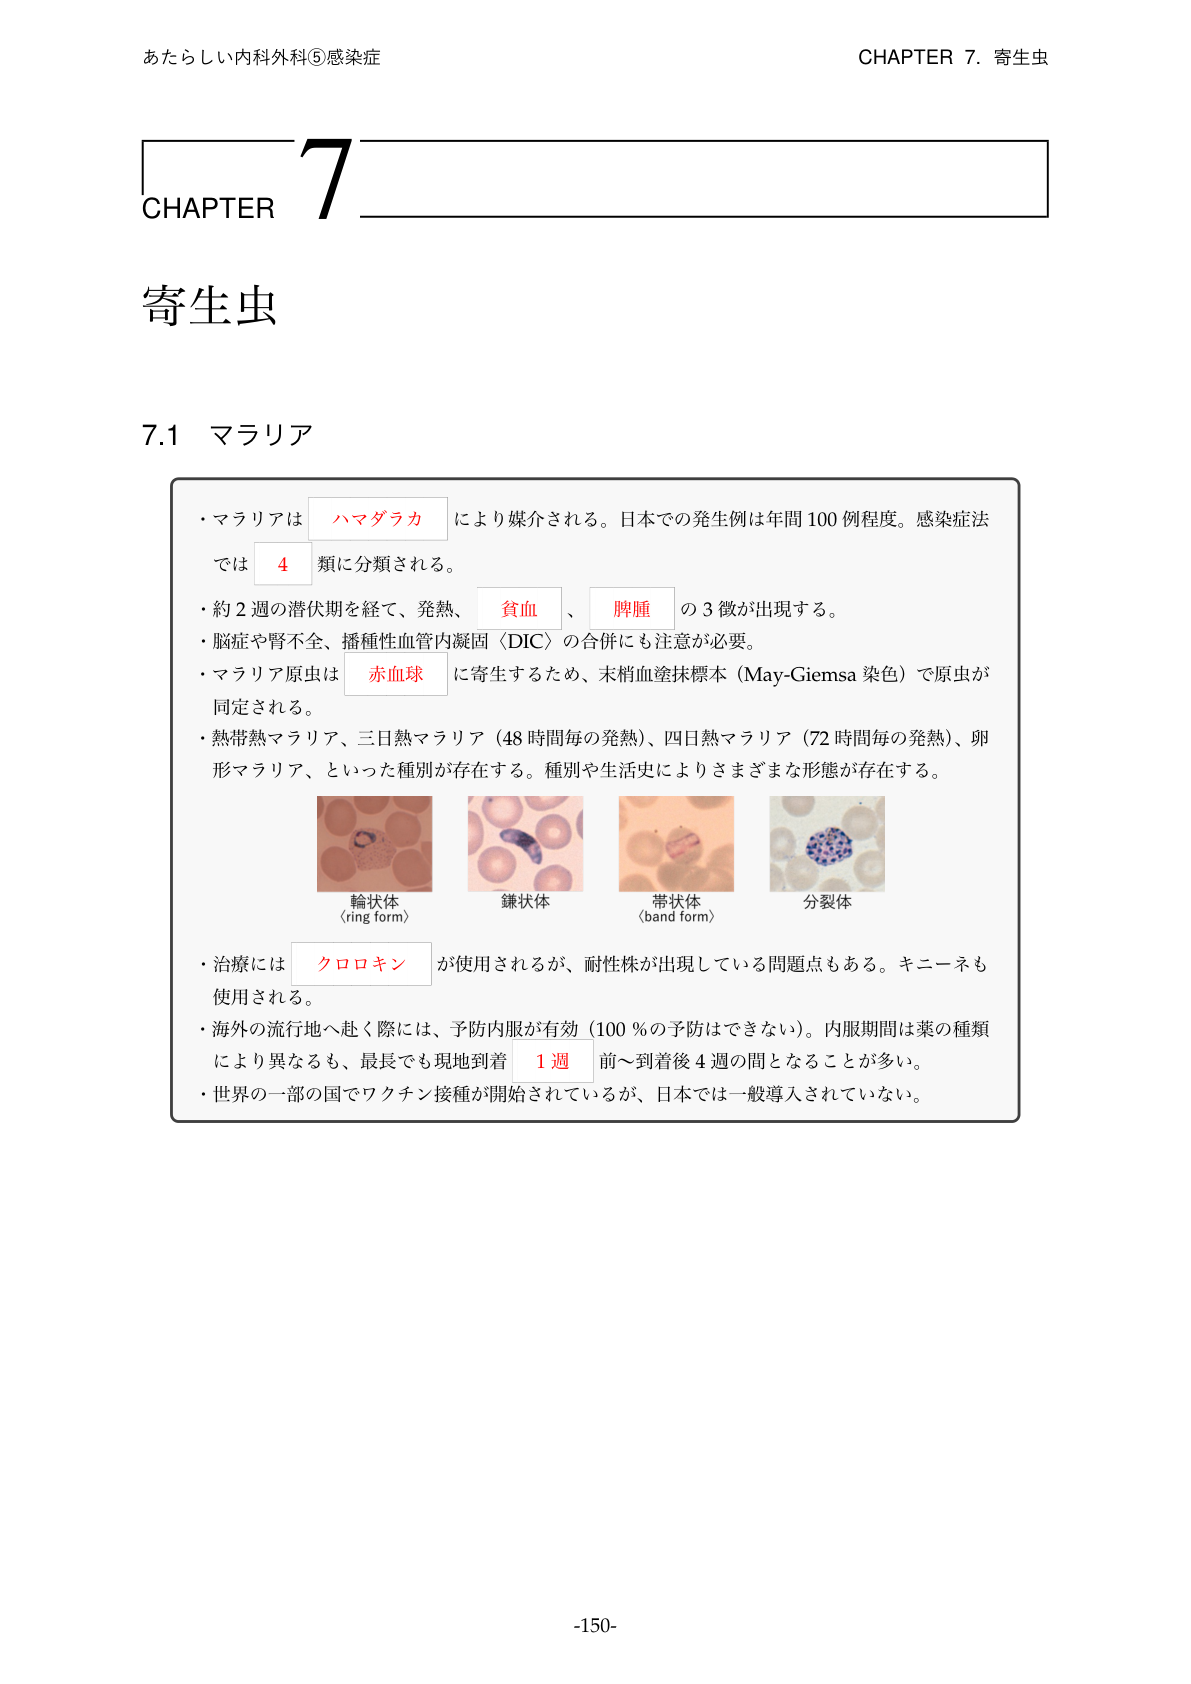 あたらしい内科外科⑤感染症
CHAPTER 7. 寄生虫
CHAPTER 7
寄生虫
7.1 マラリア
・マラリアは ハマダラカ により媒介される。日本での発生例は年間 100 例程度。感染症法
では 4 類に分類される。
・約 2 週の潜伏期を経て、発熱、 貧血 、 脾腫 の 3 徴が出現する。
・脳症や腎不全、播種性血管内凝固〈DIC〉の合併にも注意が必要。
・マラリア原虫は 赤血球 に寄生するため、末梢血塗抹標本（May-Giemsa 染色）で原虫が
同定される。
・熱帯熱マラリア、三日熱マラリア（48 時間毎の発熱）、四日熱マラリア（72 時間毎の発熱）、卵
形マラリア、といった種別が存在する。種別や生活史によりさまざまな形態が存在する。
輪状体 鎌状体 帯状体 分裂体
〈ring form〉 〈band form〉
・治療には クロロキン が使用されるが、耐性株が出現している問題点もある。キニーネも
使用される。
・海外の流行地へ赴く際には、予防内服が有効（100 %の予防はできない）。内服期間は薬の種類
により異なるも、最長でも現地到着 1 週 前〜到着後 4 週の間となることが多い。
・世界の一部の国でワクチン接種が開始されているが、日本では一般導入されていない。
-150-